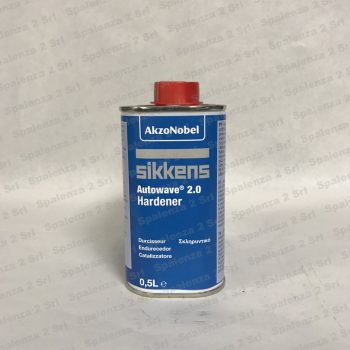 AkzoNobel
sikkens
Autowave® 2.0
Hardener
Durcisseur Σκληρυντικό
Endurecedor
Catalizzatore
0,5L e
Spalenza 2 Srl